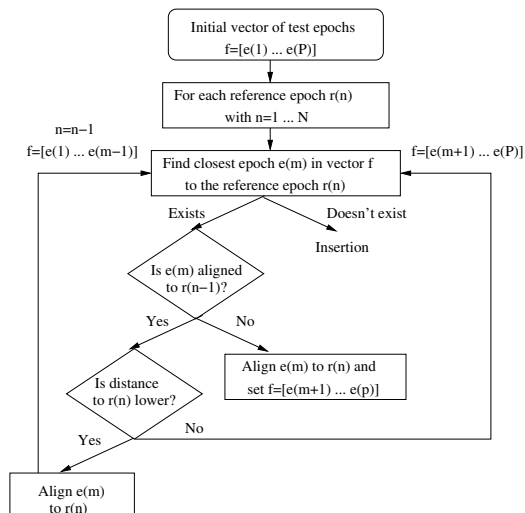 Initial vector of test epochs
f=[e(1) ... e(P)]
For each reference epoch r(n)
with n=1 ... N
n=n−1
f=[e(1) ... e(m−1)]
f=[e(m+1) ... e(P)]
Find closest epoch e(m) in vector f
to the reference epoch r(n)
Exists
Doesn't exist
Insertion
Is e(m) aligned
to r(n−1)?
Yes
No
Align e(m) to r(n) and
set f=[e(m+1) ... e(p)]
Is distance
to r(n) lower?
Yes
No
Align e(m)
to r(n)